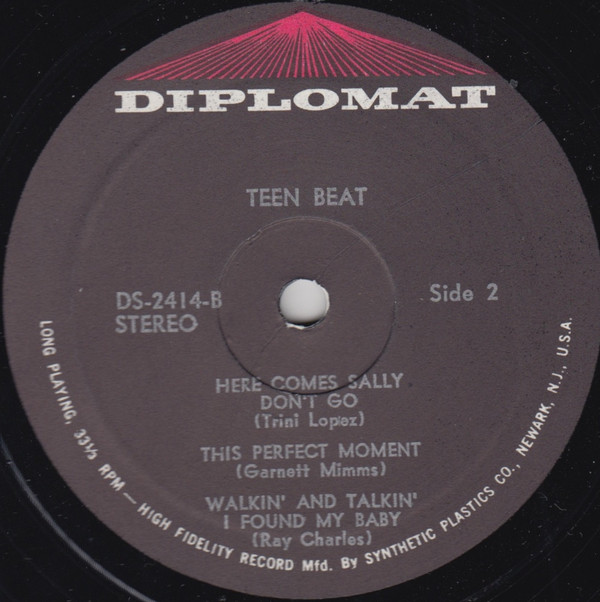 DIPLOMAT
TEEN BEAT
DS-2414-B
STEREO
Side 2
HERE COMES SALLY
DON'T GO
(Trini Lopez)
THIS PERFECT MOMENT
(Garnett Mimms)
WALKIN' AND TALKIN'
I FOUND MY BABY
(Ray Charles)
LONG PLAYING, 33⅓ RPM — HIGH FIDELITY RECORD Mfd. By SYNTHETIC PLASTICS CO., NEWARK, N.J., U.S.A.